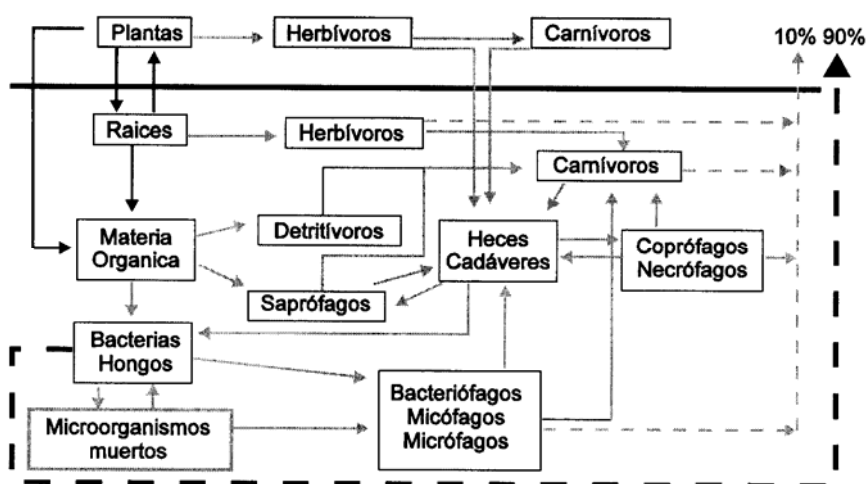 Plantas
Herbívoros
Carnívoros
10% 90%
Raices
Herbívoros
Carnívoros
Materia
Organica
Detritívoros
Heces
Cadáveres
Coprófagos
Necrófagos
Saprófagos
Bacterias
Hongos
Bacteriófagos
Micófagos
Micrófagos
Microorganismos
muertos